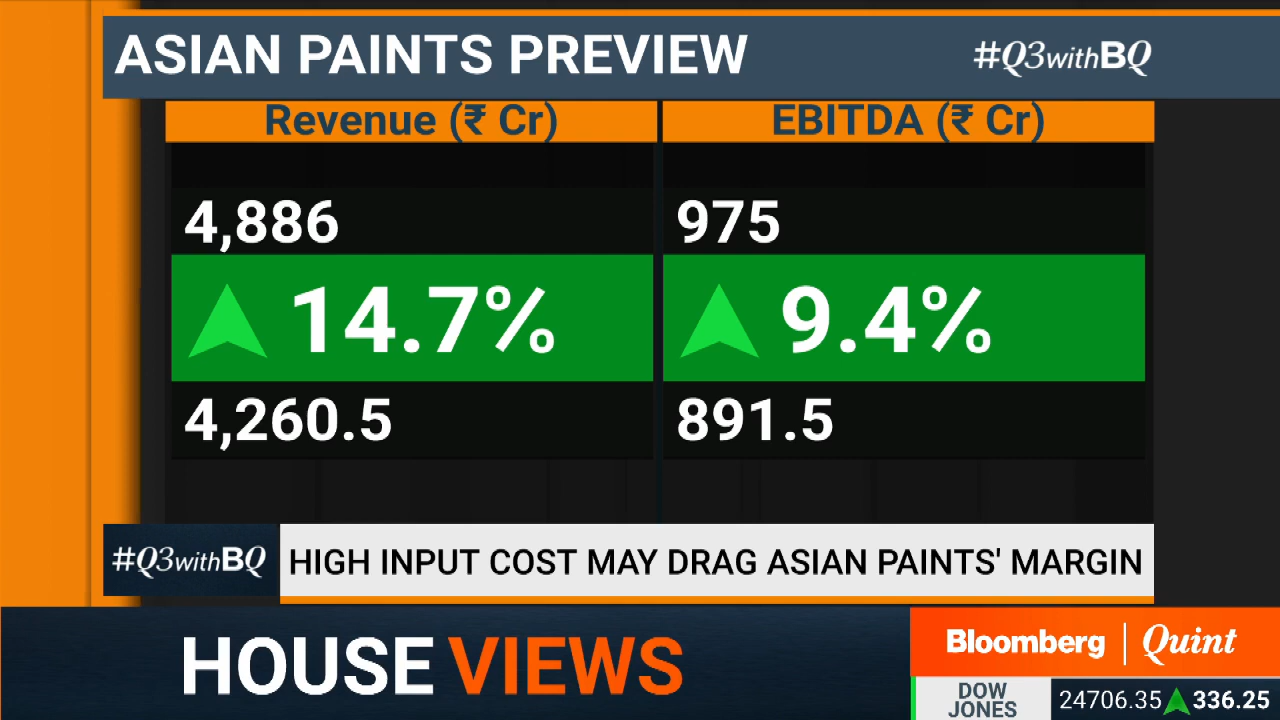 ASIAN PAINTS PREVIEW
#Q3withBQ
Revenue (₹ Cr)
EBITDA (₹ Cr)
4,886
975
14.7%
9.4%
4,260.5
891.5
#Q3withBQ
HIGH INPUT COST MAY DRAG ASIAN PAINTS' MARGIN
HOUSE VIEWS
Bloomberg | Quint
DOW
JONES
24706.35 336.25